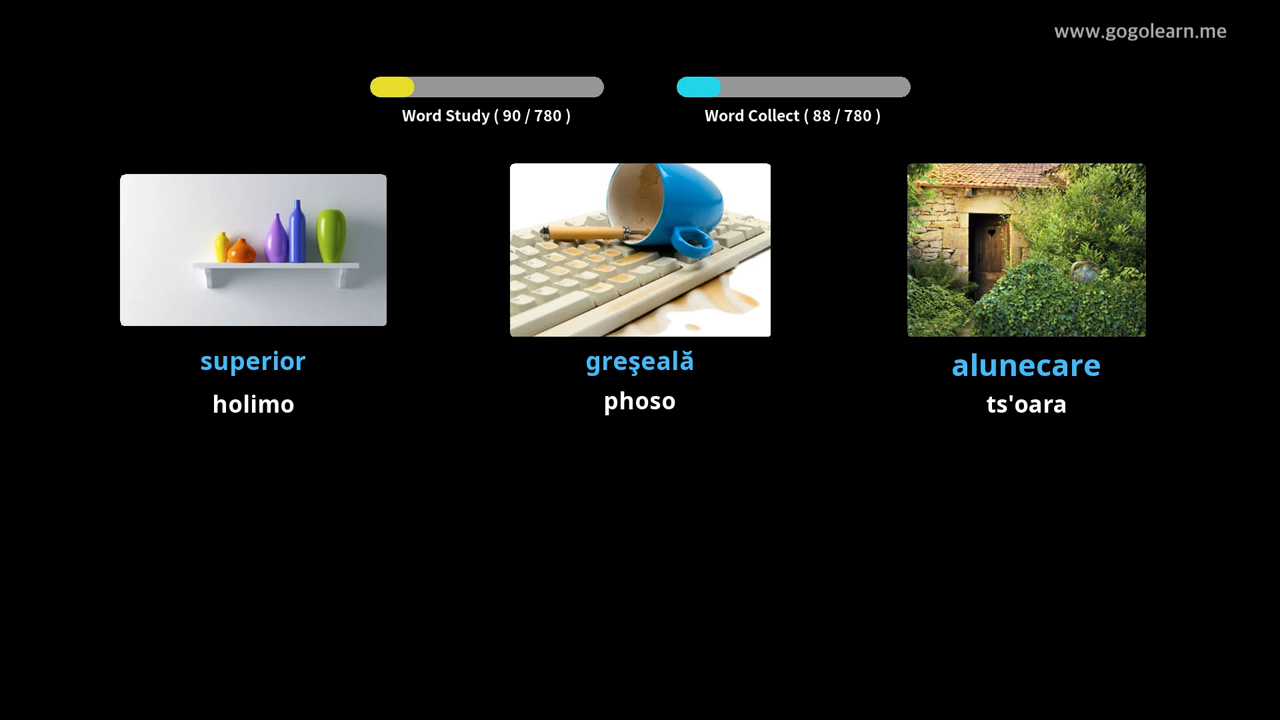 www.gogolearn.me
Word Study ( 90 / 780 )
Word Collect ( 88 / 780 )
superior
holimo
greşeală
phoso
alunecare
ts'oara